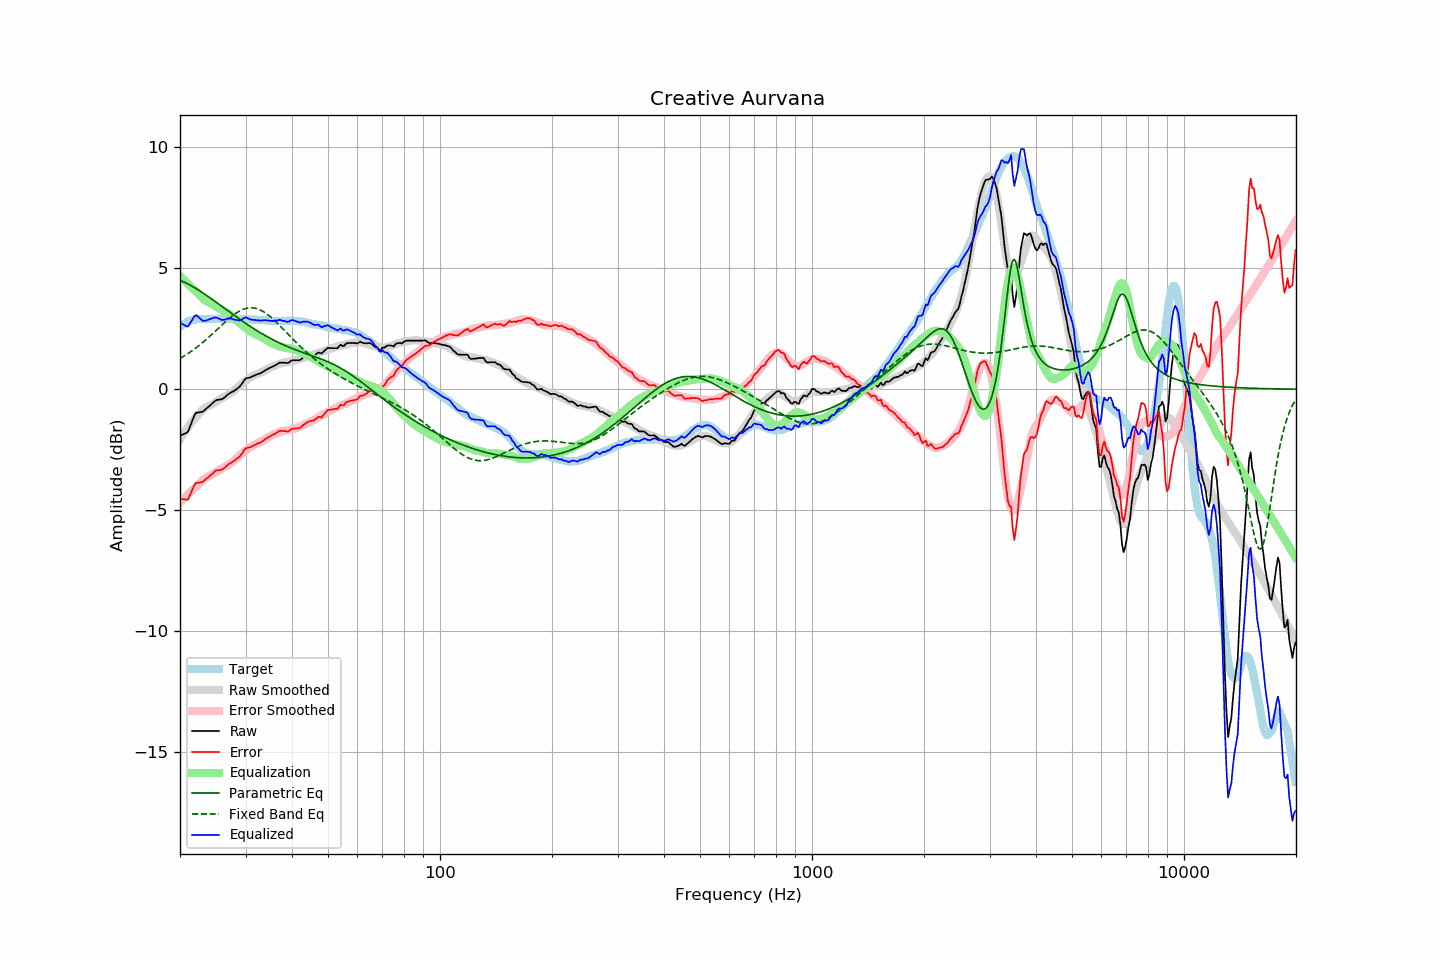 Creative Aurvana
Amplitude (dBr)
10
5
0
−5
−10
−15
Target
Raw Smoothed
Error Smoothed
Raw
Error
Equalization
Parametric Eq
Fixed Band Eq
Equalized
100
1000
10000
Frequency (Hz)